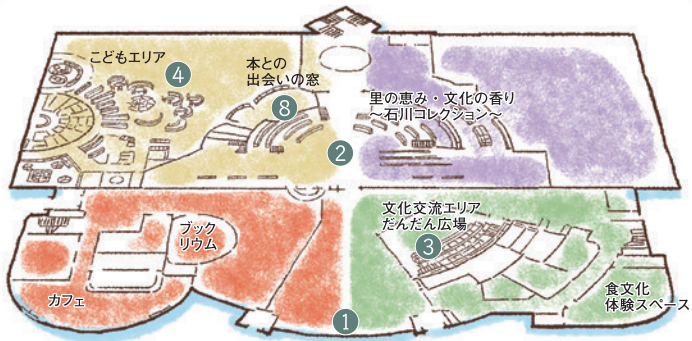 こどもエリア
4
本との
出会いの窓
8
里の恵み・文化の香り
～石川コレクション～
2
ブック
リウム
文化交流エリア
だんだん広場
3
カフェ
食文化
体験スペース
1